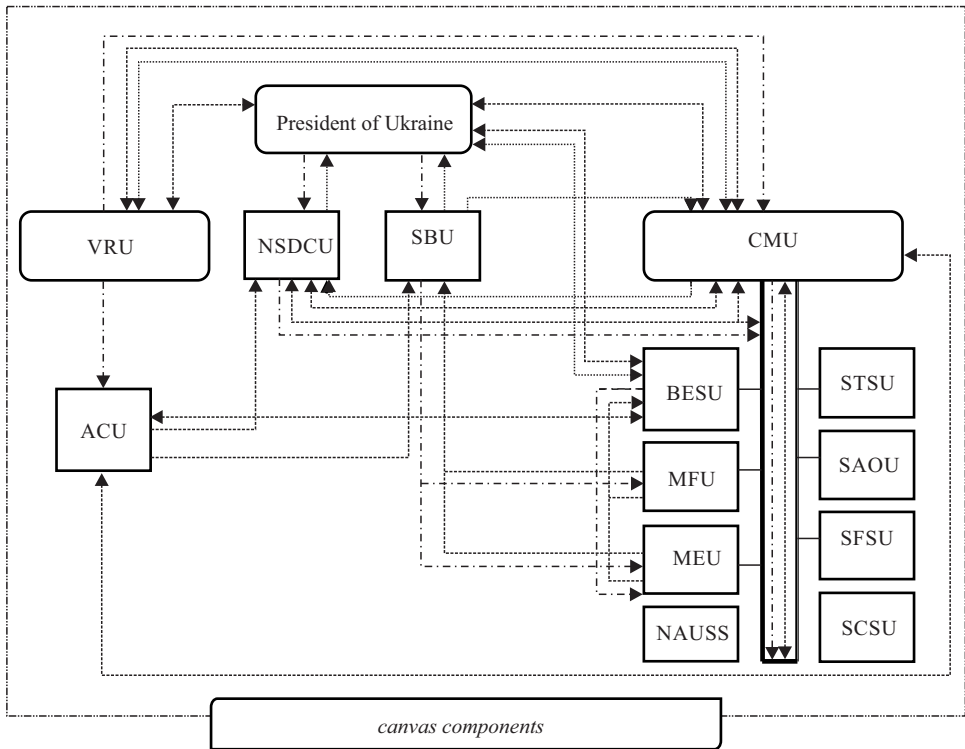 President of Ukraine
VRU
NSDCU
SBU
CMU
ACU
BESU
STSU
MFU
SAOU
MEU
SFSU
NAUSS
SCSU
canvas components